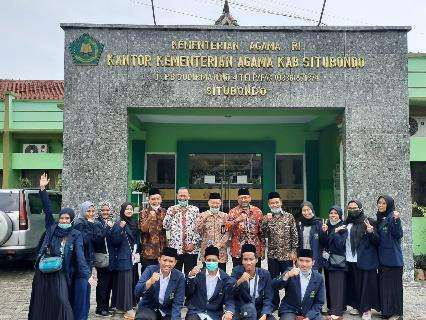 KEMENTERIAN AGAMA RI
KANTOR KEMENTERIAN AGAMA KAB. SITUBONDO
SITUBONDO